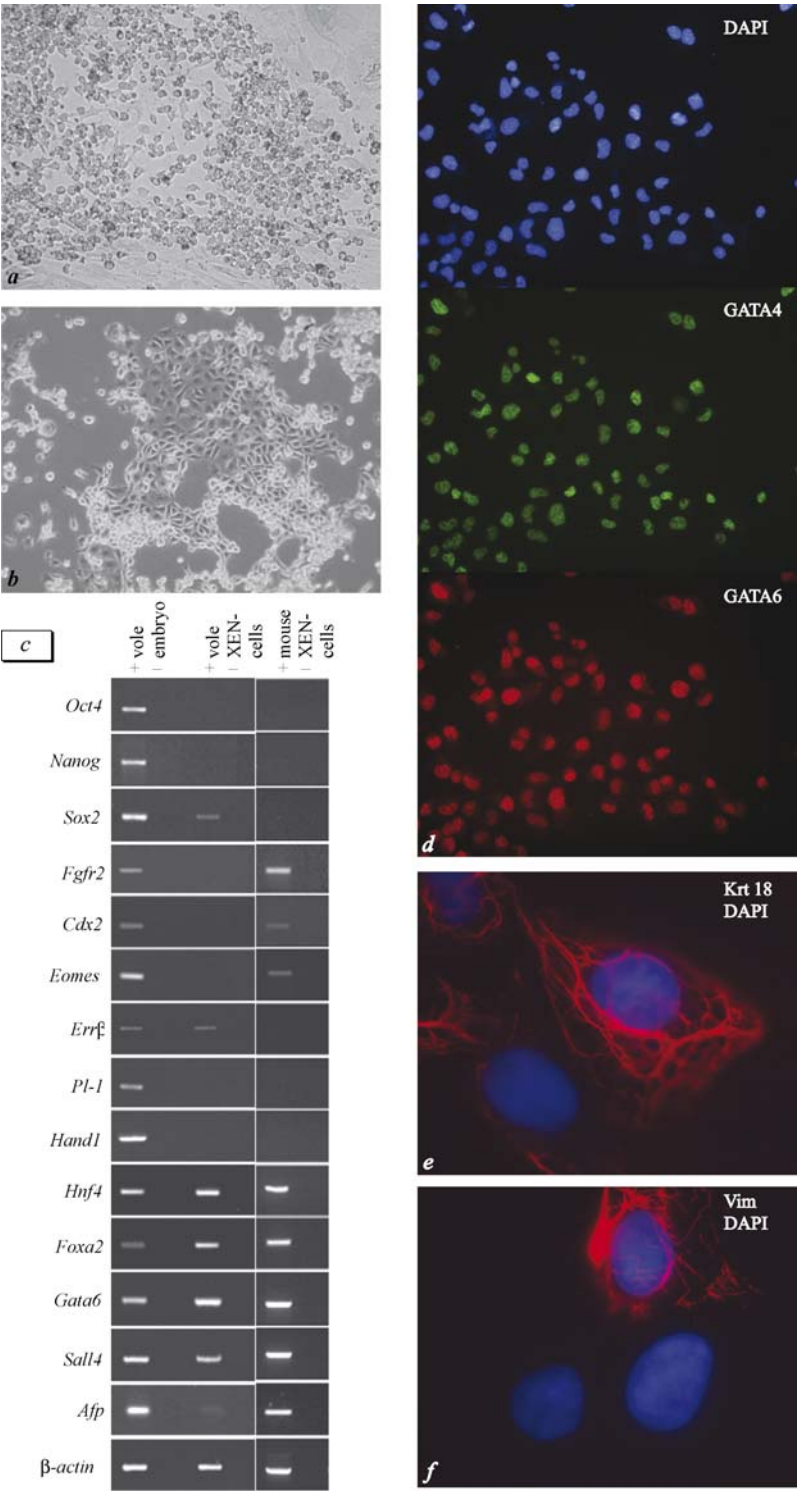 a
DAPI
b
GATA4
c
+ vole
− embryo
+ vole
− XEN-
cells
+ mouse
− XEN-
cells
GATA6
d
Oct4
Nanog
Sox2
Fgfr2
Cdx2
Eomes
Errβ
Pl-1
Hand1
Hnf4
Foxa2
Gata6
Sall4
Afp
β-actin
Krt 18
DAPI
e
Vim
DAPI
f